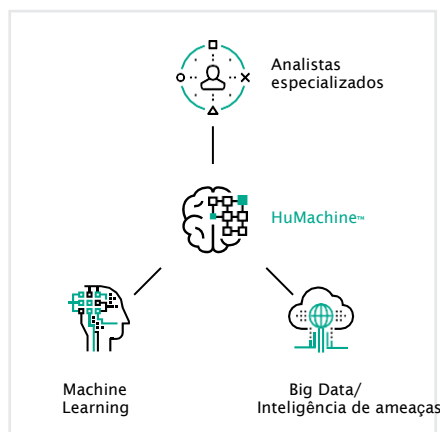 Analistas
especializados
HuMachine™
Machine
Learning
Big Data/
Inteligência de ameaças